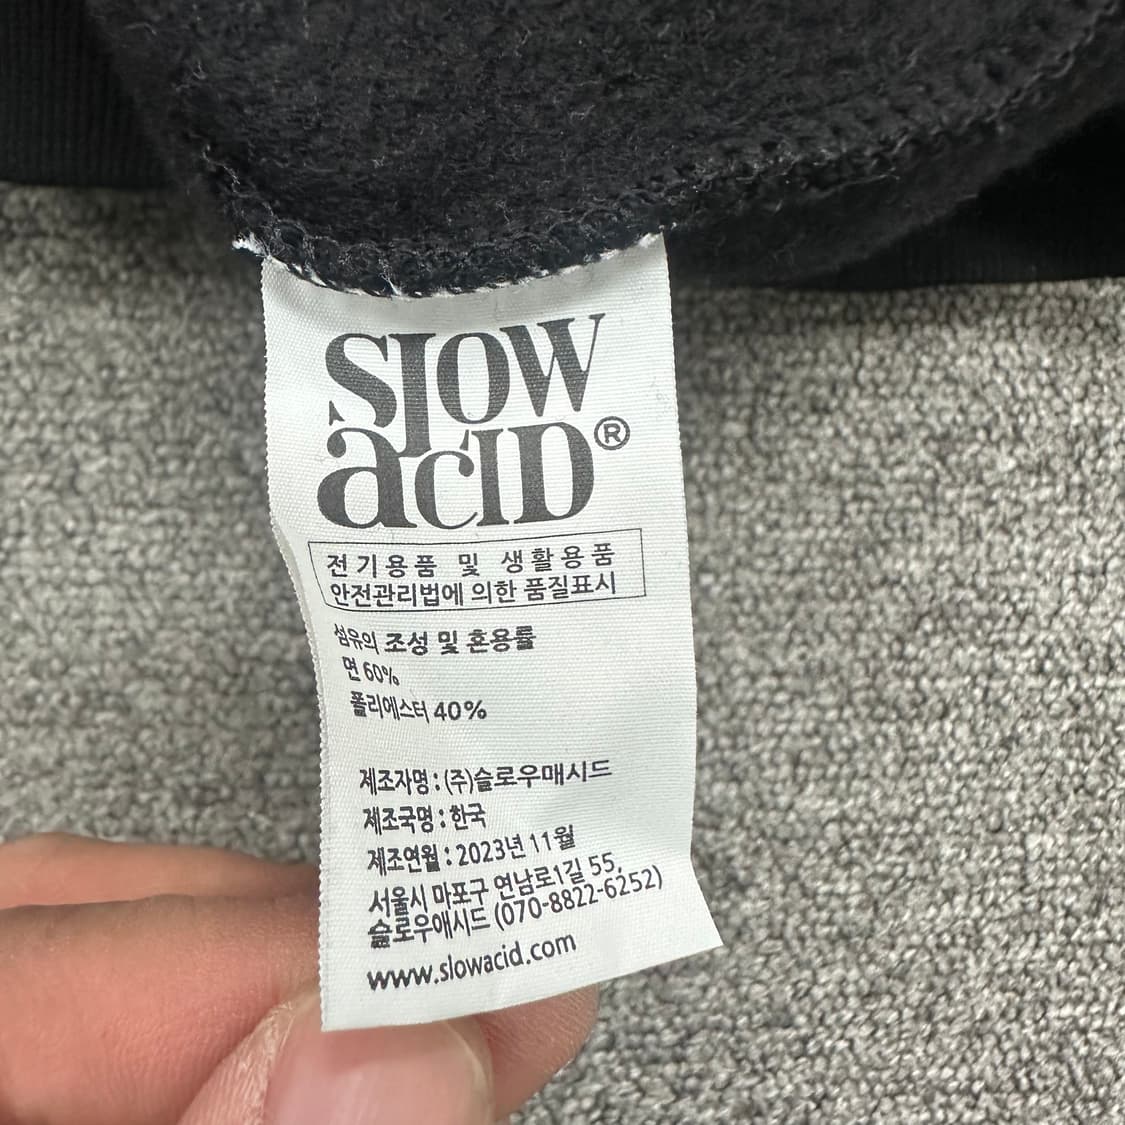 slow
acid®
전기용품 및 생활용품
안전관리법에 의한 품질표시
섬유의 조성 및 혼용률
면 60%
폴리에스터 40%
제조자명 : (주)슬로우매시드
제조국명 : 한국
제조연월 : 2023년 11월
서울시 마포구 연남로1길 55,
슬로우애시드 (070-8822-6252)
www.slowacid.com